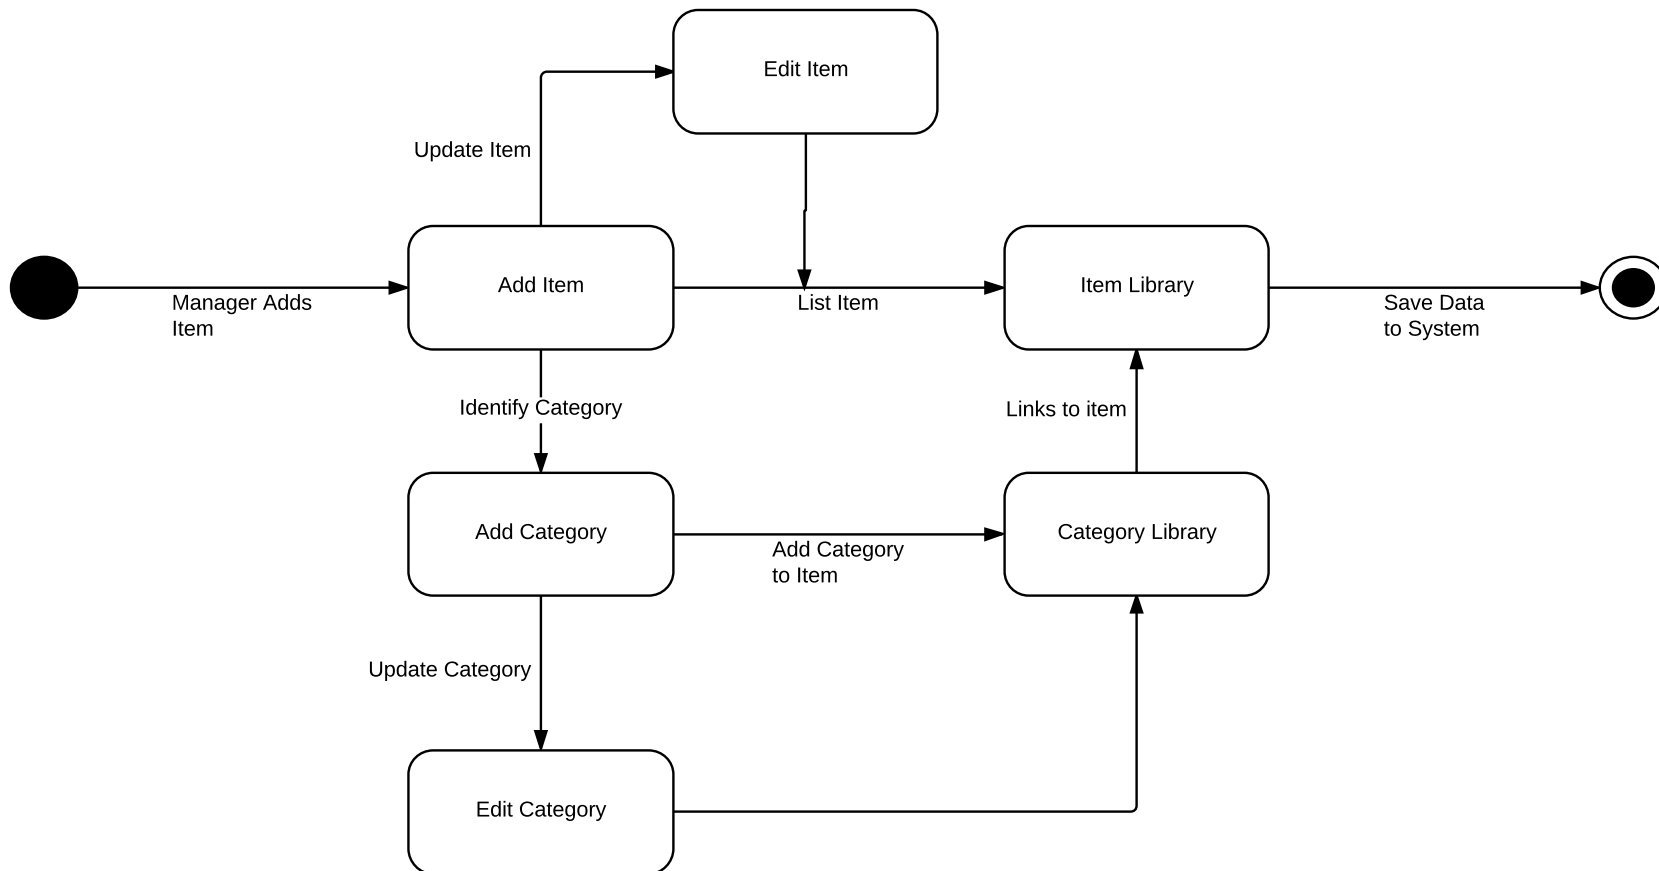 Edit Item
Update Item
Add Item
Item Library
Manager Adds
Item
List Item
Save Data
to System
Identify Category
Links to item
Add Category
Category Library
Add Category
to Item
Update Category
Edit Category